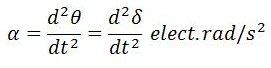 α = d²θ/dt² = d²δ/dt² elect.rad/s²